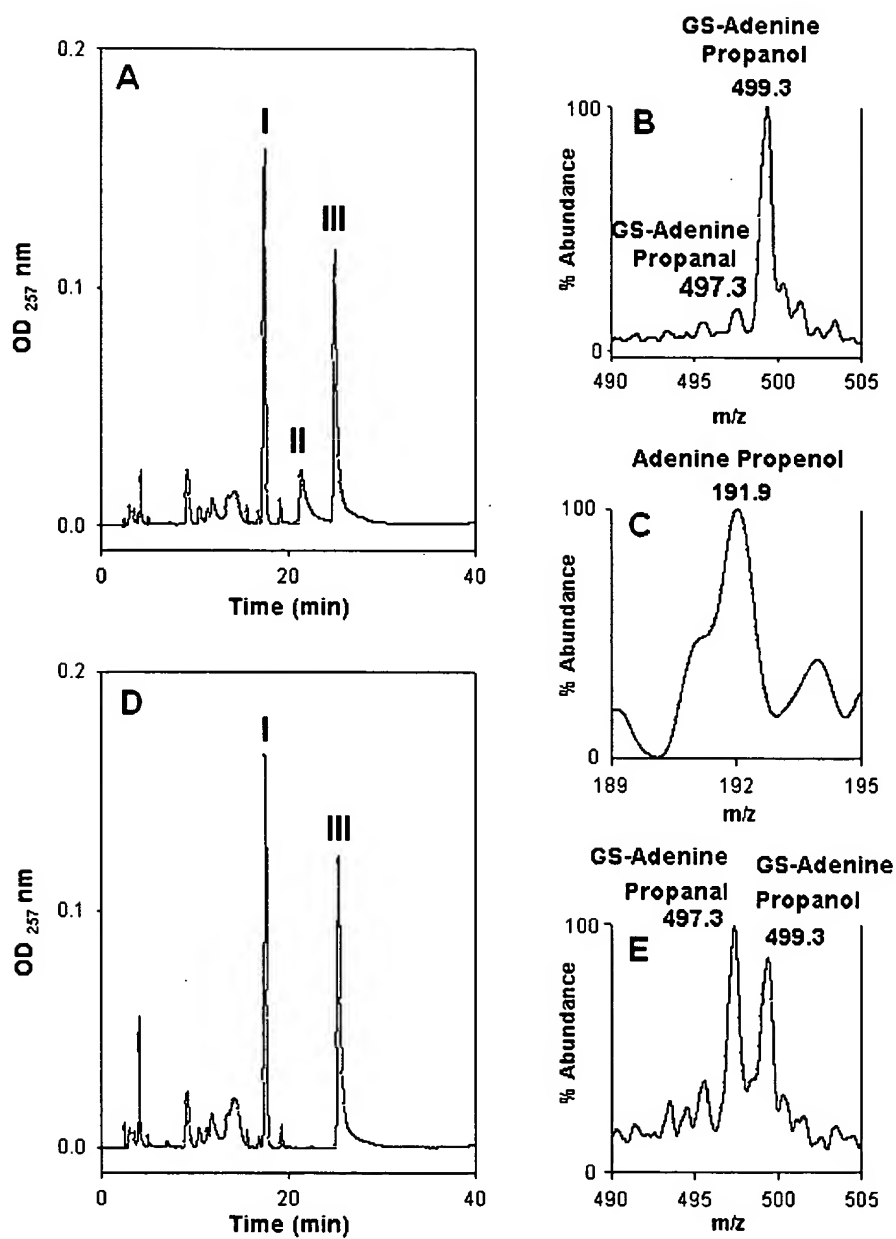 A
0.2
0.1
0.0
OD 257 nm
I
II
III
0
20
40
Time (min)
B
GS-Adenine
Propanol
499.3
GS-Adenine
Propanal
497.3
100
0
% Abundance
490
495
500
505
m/z
C
Adenine Propenol
191.9
100
0
% Abundance
189
192
195
m/z
D
0.2
0.1
0.0
OD 257 nm
I
III
0
20
40
Time (min)
E
GS-Adenine
Propanal
497.3
GS-Adenine
Propanol
499.3
100
0
% Abundance
490
495
500
505
m/z